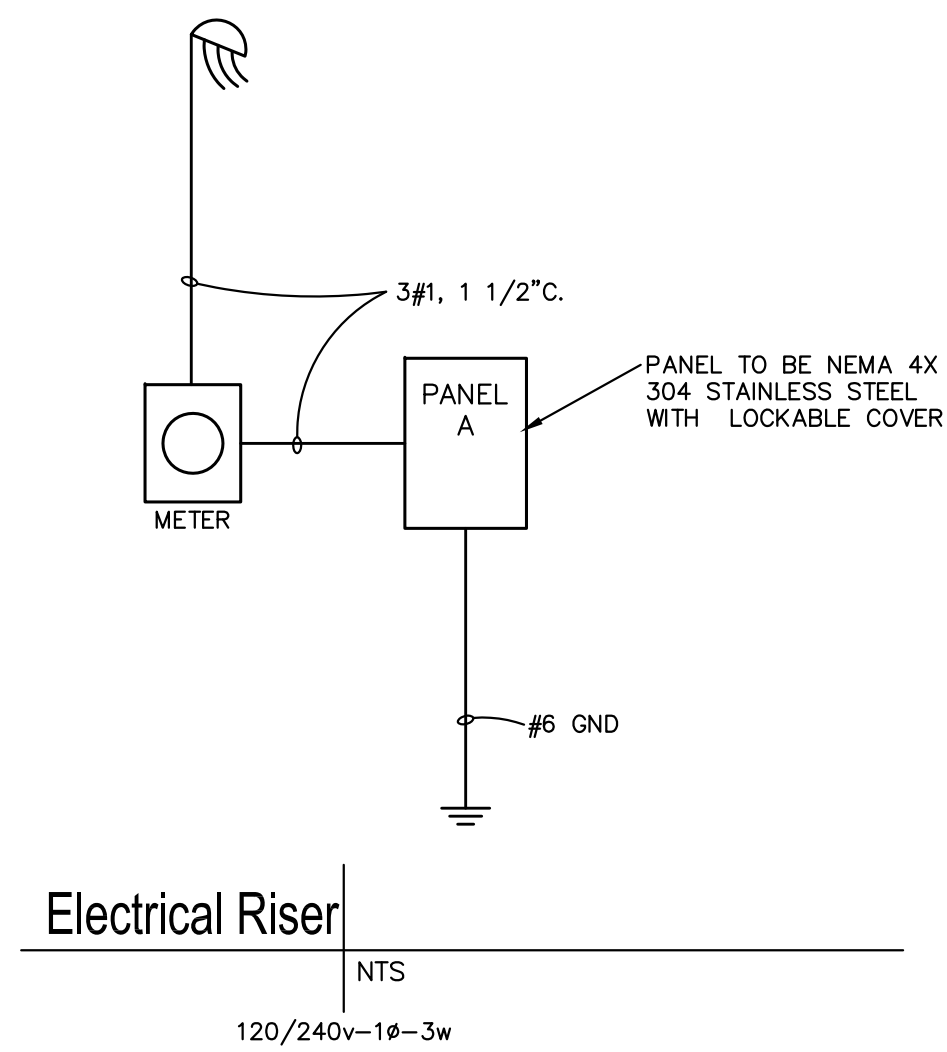 3#1, 1 1/2"C.
PANEL
A
PANEL TO BE NEMA 4X
304 STAINLESS STEEL
WITH LOCKABLE COVER
METER
#6 GND
Electrical Riser
NTS
120/240v-1ø-3w